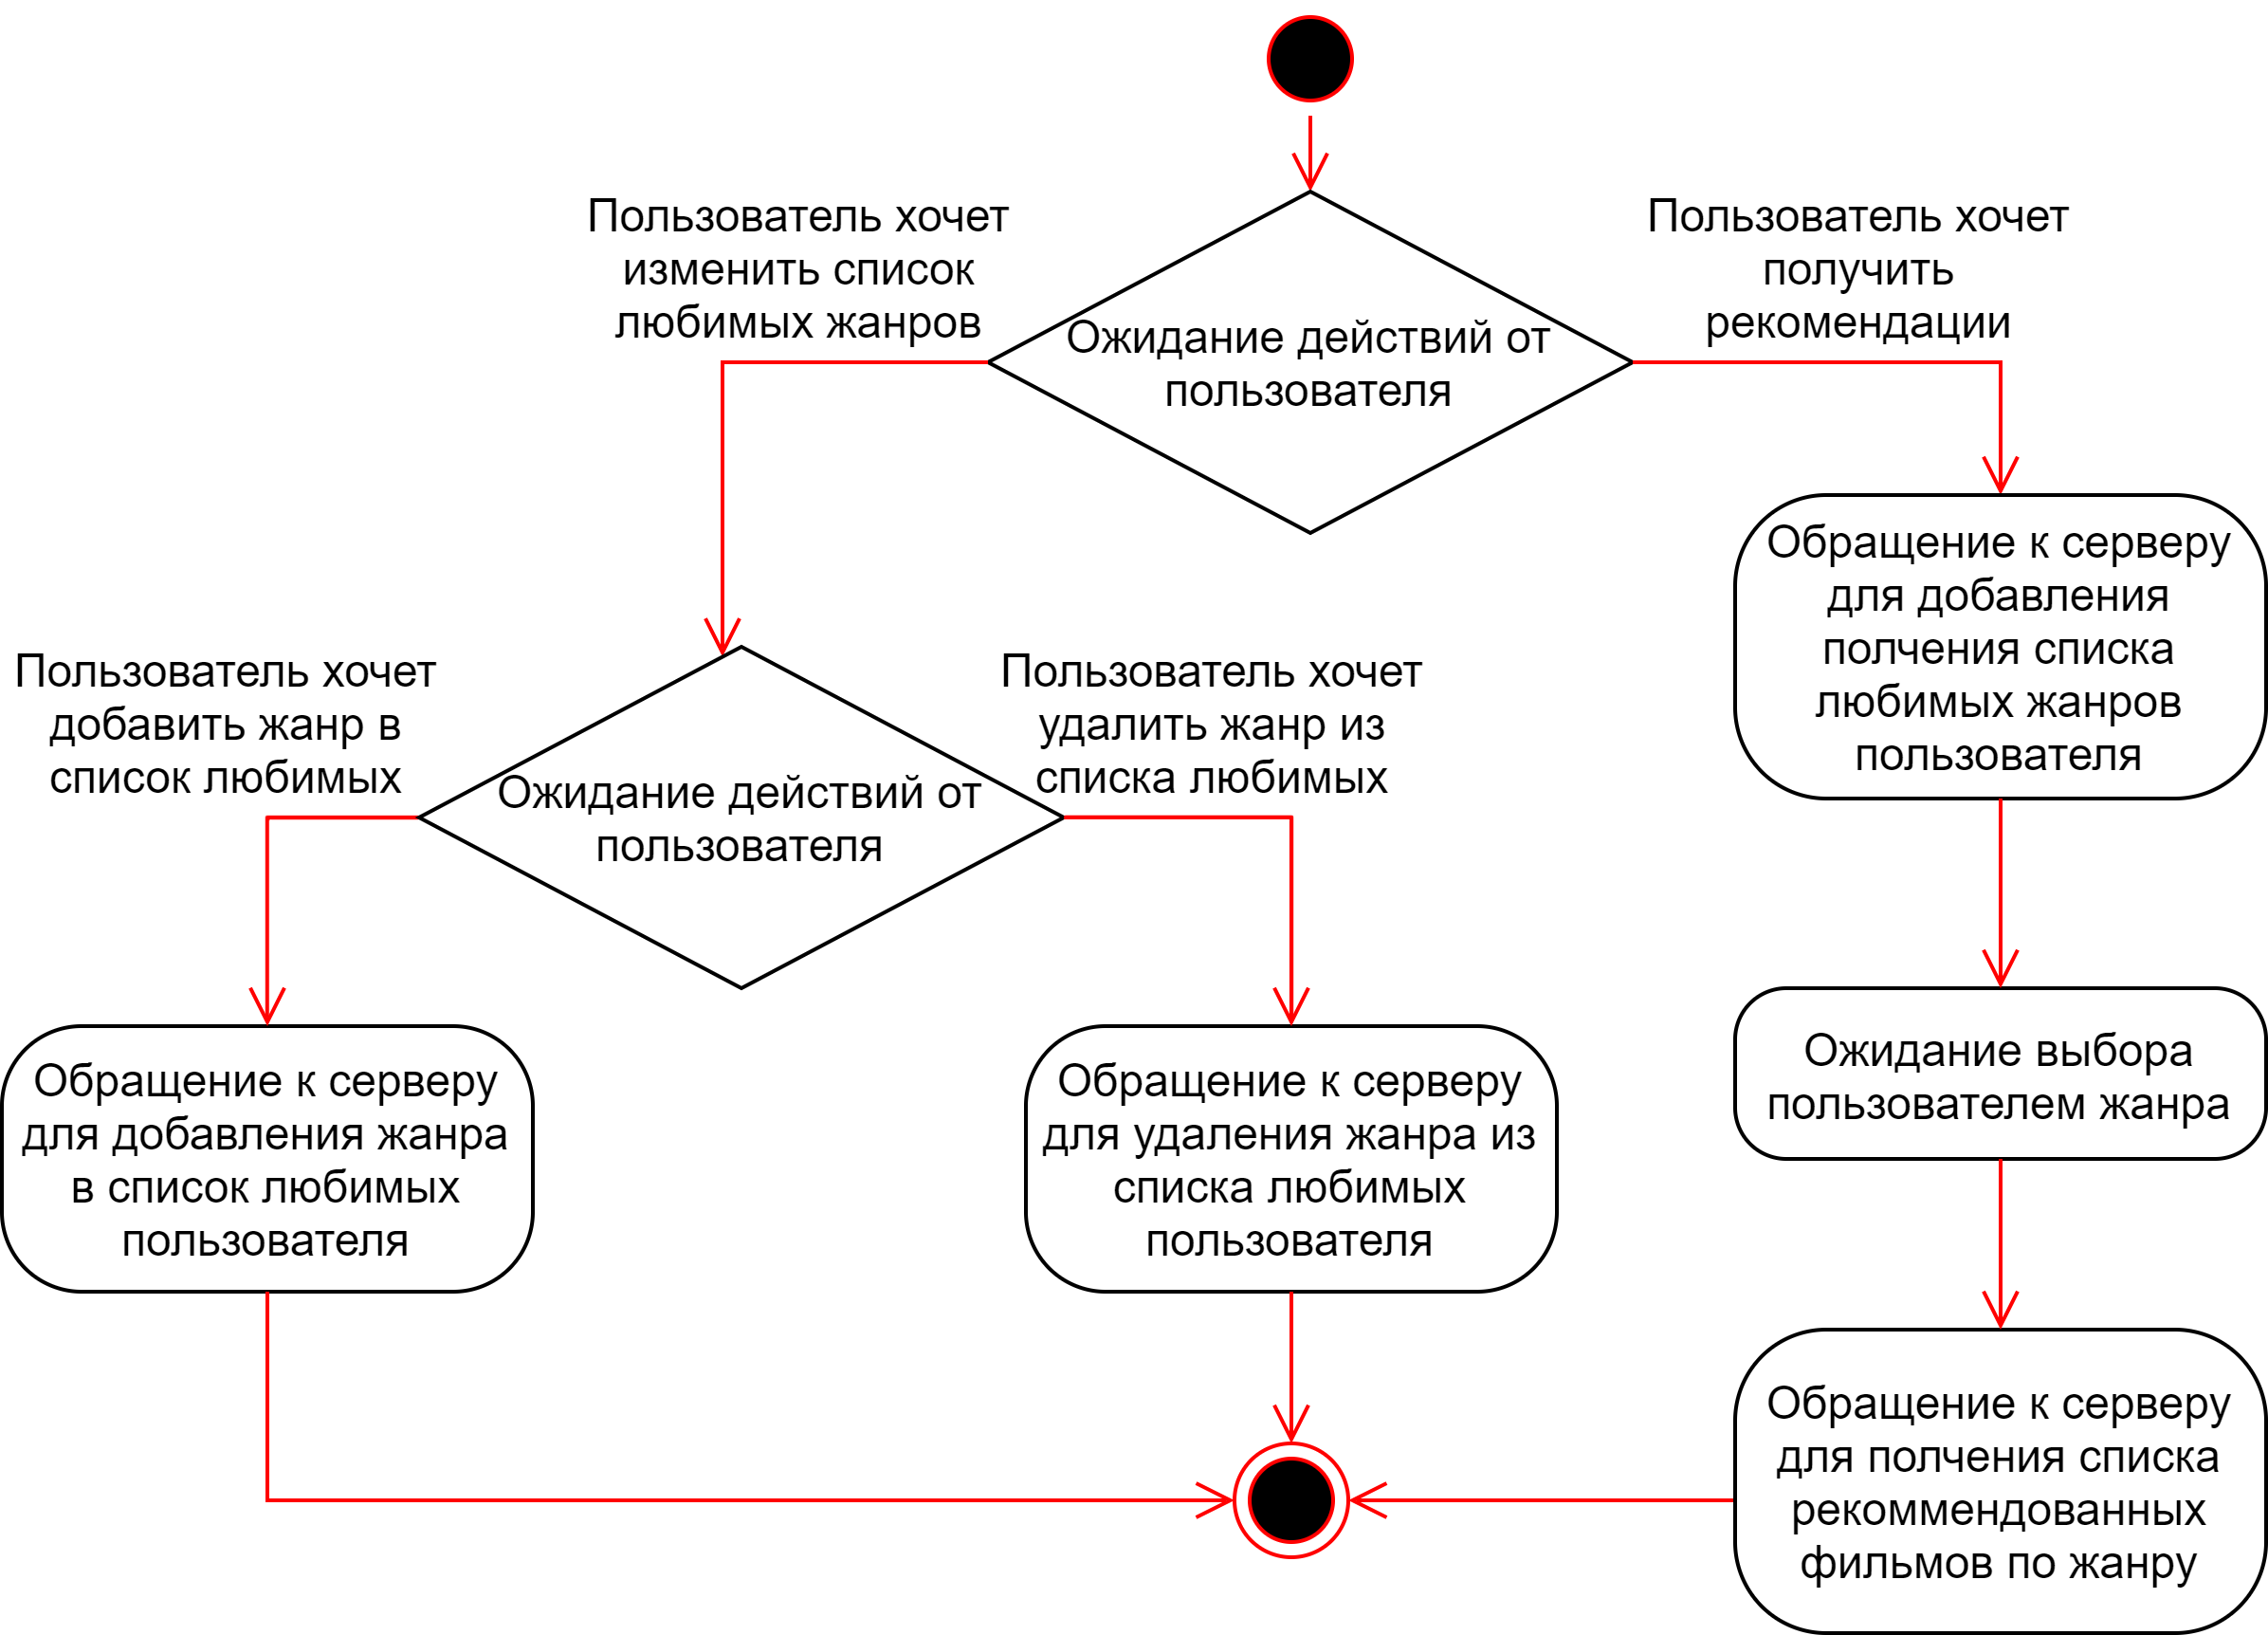 Пользователь хочет
изменить список
любимых жанров
Ожидание действий от
пользователя
Пользователь хочет
получить
рекомендации
Обращение к серверу
для добавления
полчения списка
любимых жанров
пользователя
Пользователь хочет
добавить жанр в
список любимых
Ожидание действий от
пользователя
Пользователь хочет
удалить жанр из
списка любимых
Обращение к серверу
для добавления жанра
в список любимых
пользователя
Обращение к серверу
для удаления жанра из
списка любимых
пользователя
Ожидание выбора
пользователем жанра
Обращение к серверу
для полчения списка
рекоммендованных
фильмов по жанру